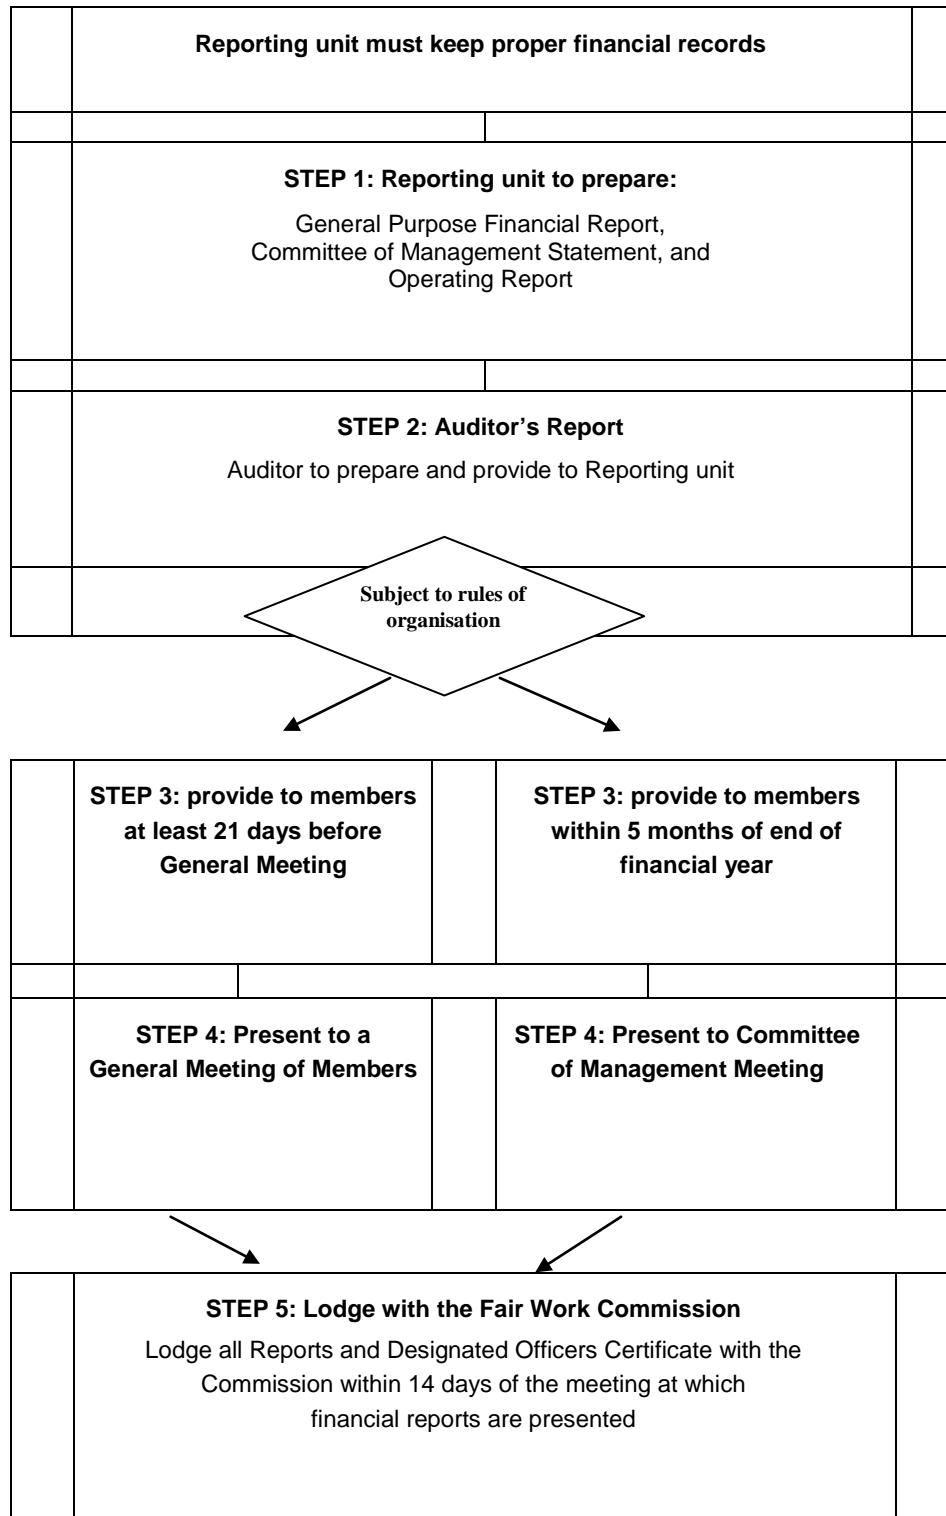 Reporting unit must keep proper financial records
STEP 1: Reporting unit to prepare:
General Purpose Financial Report,
Committee of Management Statement, and
Operating Report
STEP 2: Auditor’s Report
Auditor to prepare and provide to Reporting unit
Subject to rules of
organisation
STEP 3: provide to members
at least 21 days before
General Meeting
STEP 3: provide to members
within 5 months of end of
financial year
STEP 4: Present to a
General Meeting of Members
STEP 4: Present to Committee
of Management Meeting
STEP 5: Lodge with the Fair Work Commission
Lodge all Reports and Designated Officers Certificate with the
Commission within 14 days of the meeting at which
financial reports are presented